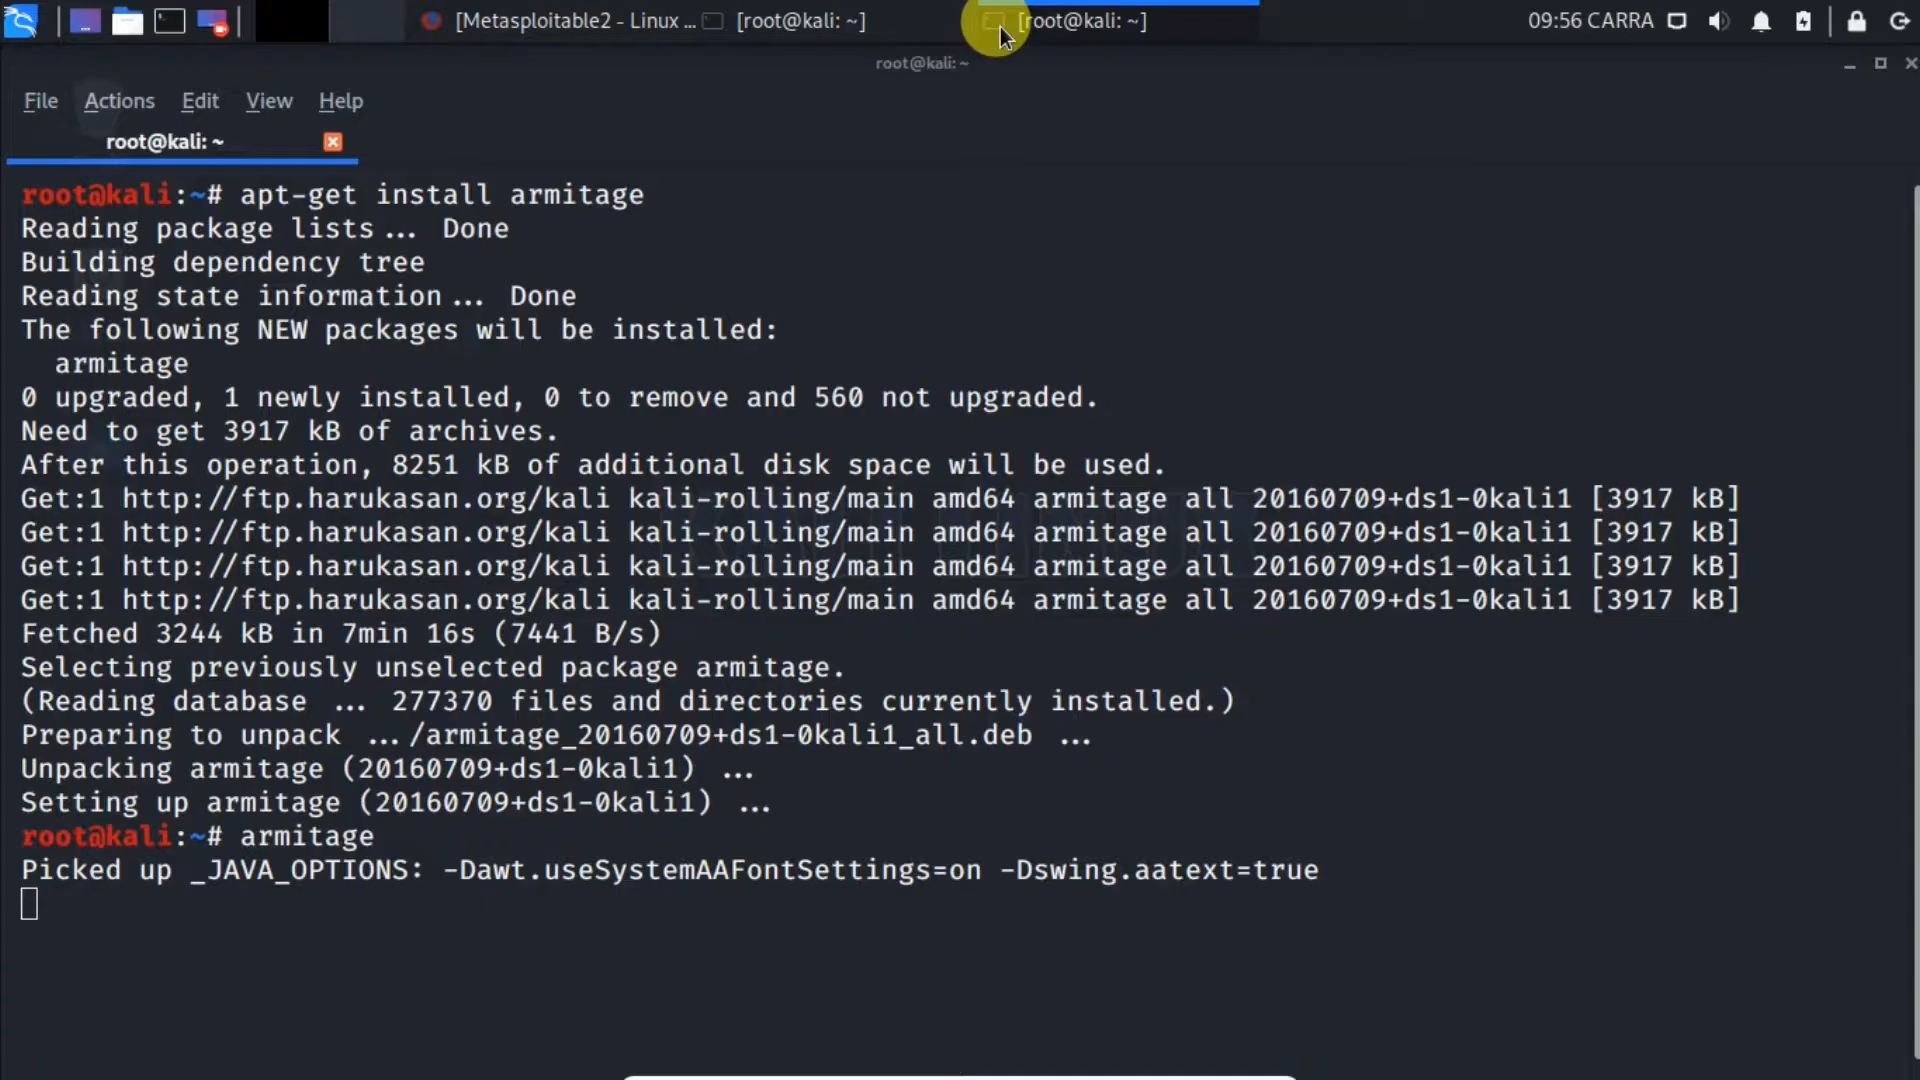 [Metasploitable2 - Linux ... [root@kali: ~] [root@kali: ~] 09:56 CARRA
root@kali: ~
File Actions Edit View Help
root@kali: ~
root@kali:~# apt-get install armitage
Reading package lists... Done
Building dependency tree
Reading state information... Done
The following NEW packages will be installed:
  armitage
0 upgraded, 1 newly installed, 0 to remove and 560 not upgraded.
Need to get 3917 kB of archives.
After this operation, 8251 kB of additional disk space will be used.
Get:1 http://ftp.harukasan.org/kali kali-rolling/main amd64 armitage all 20160709+ds1-0kali1 [3917 kB]
Get:1 http://ftp.harukasan.org/kali kali-rolling/main amd64 armitage all 20160709+ds1-0kali1 [3917 kB]
Get:1 http://ftp.harukasan.org/kali kali-rolling/main amd64 armitage all 20160709+ds1-0kali1 [3917 kB]
Get:1 http://ftp.harukasan.org/kali kali-rolling/main amd64 armitage all 20160709+ds1-0kali1 [3917 kB]
Fetched 3244 kB in 7min 16s (7441 B/s)
Selecting previously unselected package armitage.
(Reading database ... 277370 files and directories currently installed.)
Preparing to unpack .../armitage_20160709+ds1-0kali1_all.deb ...
Unpacking armitage (20160709+ds1-0kali1) ...
Setting up armitage (20160709+ds1-0kali1) ...
root@kali:~# armitage
Picked up _JAVA_OPTIONS: -Dawt.useSystemAAFontSettings=on -Dswing.aatext=true